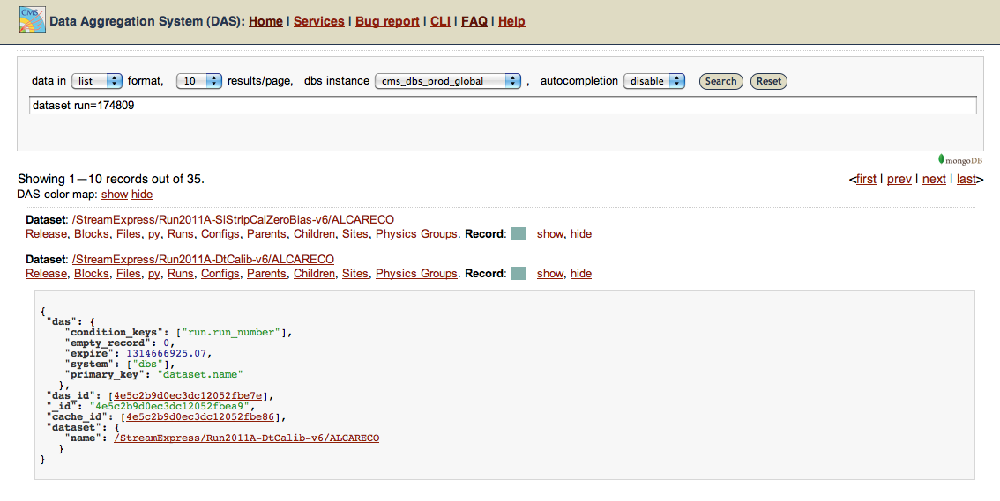 CMS
Data Aggregation System (DAS): Home | Services | Bug report | CLI | FAQ | Help
data in list format, 10 results/page, dbs instance cms_dbs_prod_global , autocompletion disable Search Reset
dataset run=174809
mongoDB
Showing 1—10 records out of 35. <first | prev | next | last>
DAS color map: show hide
Dataset: /StreamExpress/Run2011A-SiStripCalZeroBias-v6/ALCARECO
Release, Blocks, Files, py, Runs, Configs, Parents, Children, Sites, Physics Groups. Record: show, hide
Dataset: /StreamExpress/Run2011A-DtCalib-v6/ALCARECO
Release, Blocks, Files, py, Runs, Configs, Parents, Children, Sites, Physics Groups. Record: show, hide
{
"das": {
"condition_keys": ["run.run_number"],
"empty_record": 0,
"expire": 1314666925.07,
"system": ["dbs"],
"primary_key": "dataset.name"
},
"das_id": [4e5c2b9d0ec3dc12052fbe7e],
"_id": "4e5c2b9d0ec3dc12052fbea9",
"cache_id": [4e5c2b9d0ec3dc12052fbe86],
"dataset": {
"name": /StreamExpress/Run2011A-DtCalib-v6/ALCARECO
}
}